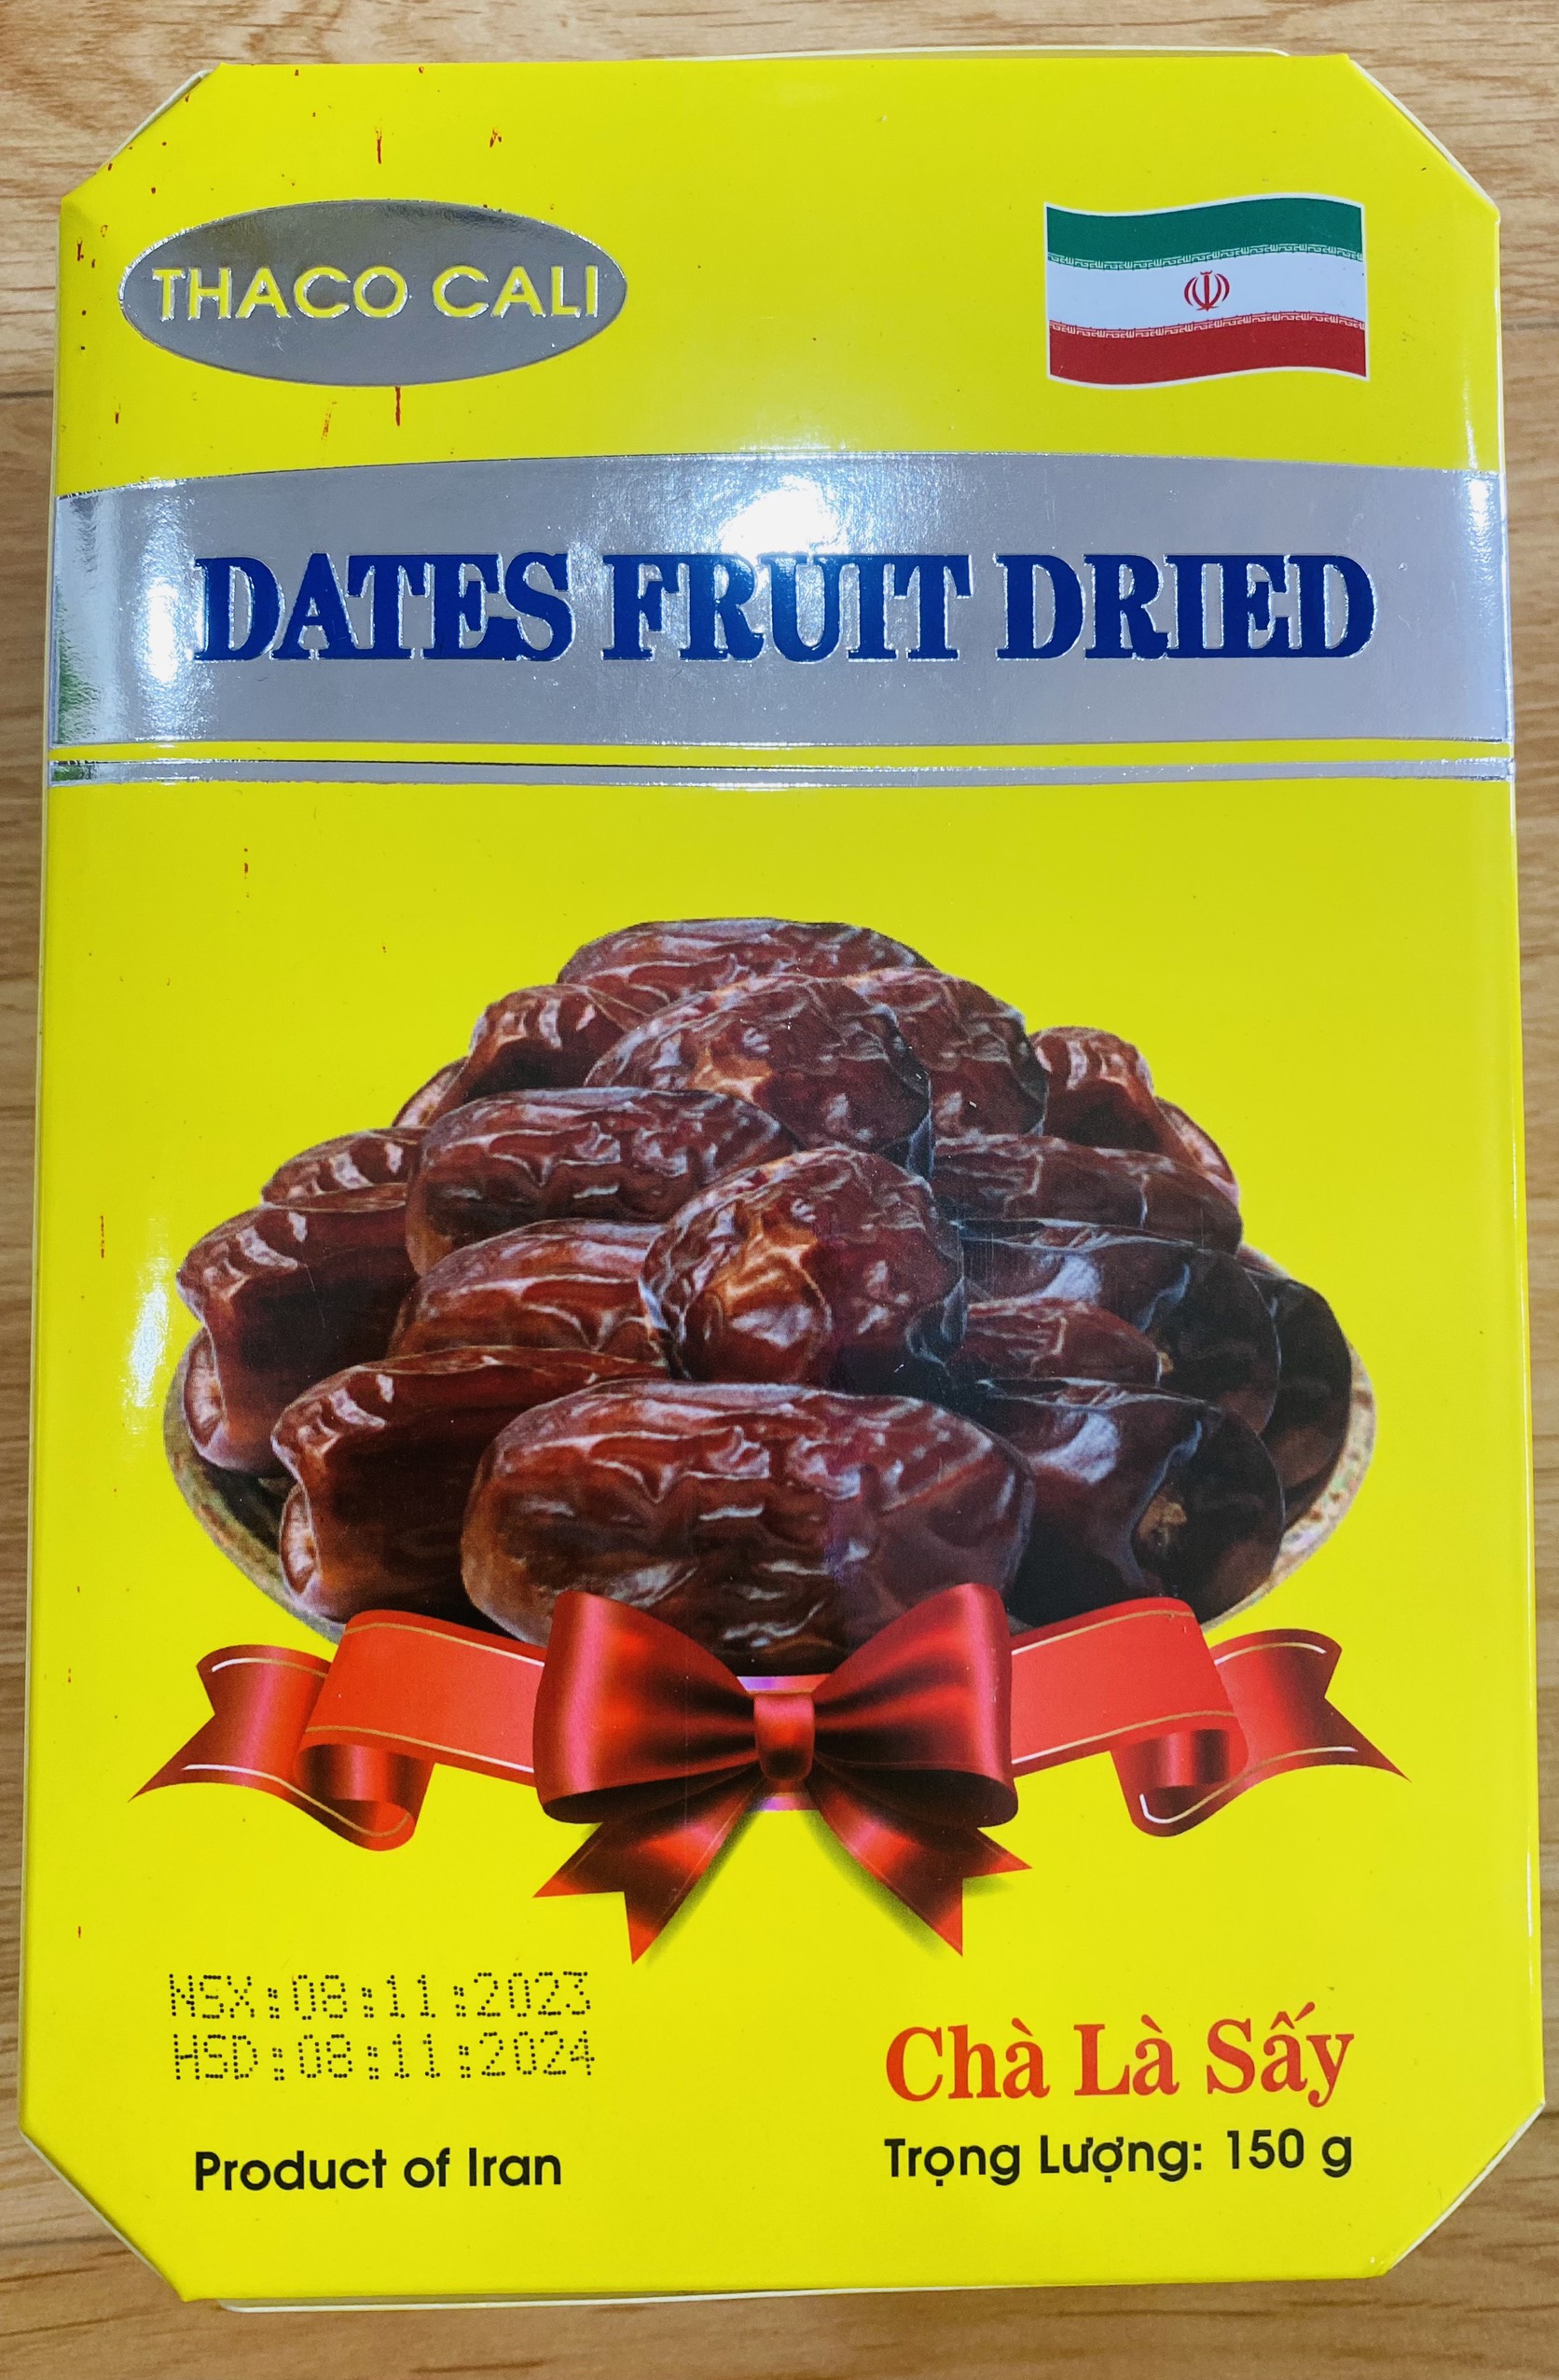 THACO CALI
DATES FRUIT DRIED
NSX:08:11:2023
HSD:08:11:2024
Product of Iran
Chà Là Sấy
Trọng Lượng: 150 g